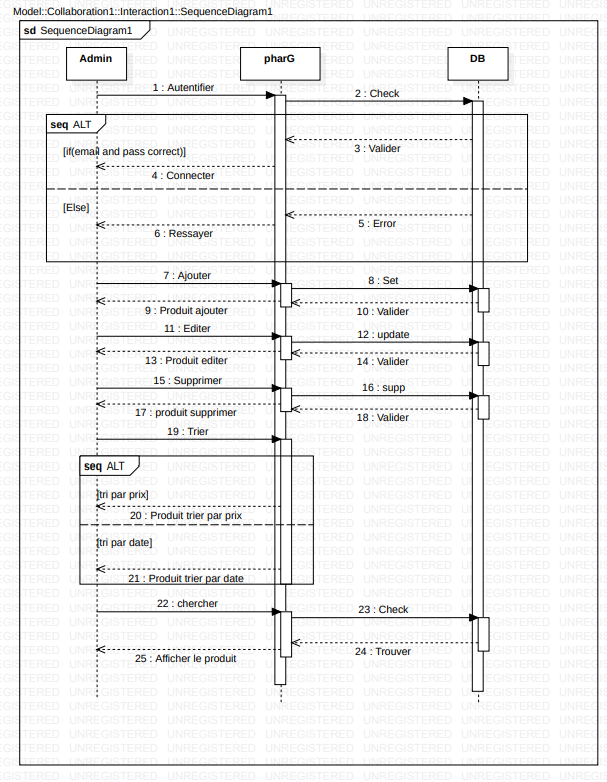 Model::Collaboration1::Interaction1::SequenceDiagram1
sd SequenceDiagram1
Admin
pharG
DB
1 : Autentifier
2 : Check
seq ALT
3 : Valider
[if(email and pass correct)]
4 : Connecter
[Else]
5 : Error
6 : Ressayer
7 : Ajouter
8 : Set
9 : Produit ajouter
10 : Valider
11 : Editer
12 : update
13 : Produit editer
14 : Valider
15 : Supprimer
16 : supp
17 : produit supprimer
18 : Valider
19 : Trier
seq ALT
[tri par prix]
20 : Produit trier par prix
[tri par date]
21 : Produit trier par date
22 : chercher
23 : Check
24 : Trouver
25 : Afficher le produit
UNREGISTERED